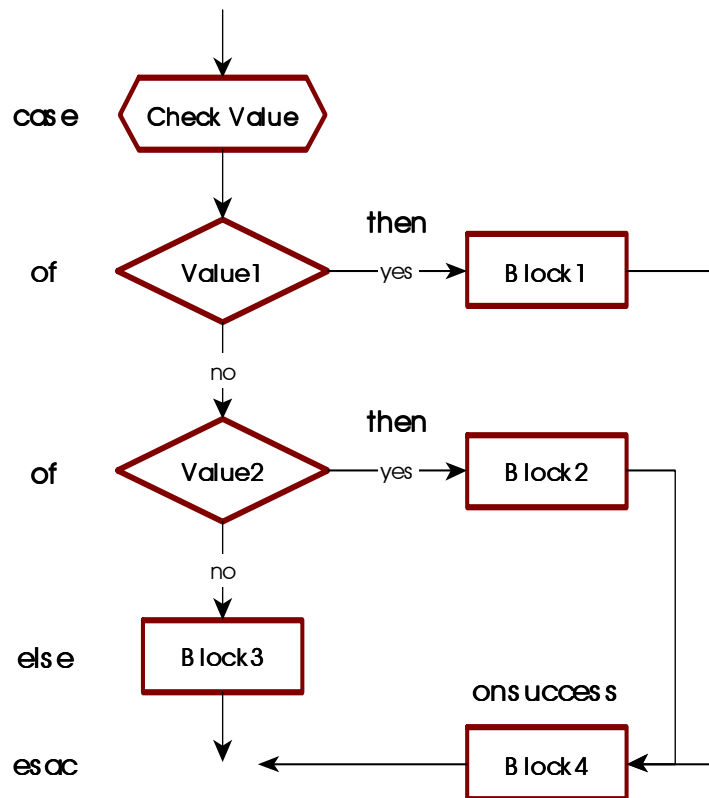 case
Check Value
then
of
Value1
yes
Block1
no
then
of
Value2
yes
Block2
no
else
Block3
onsuccess
esac
Block4